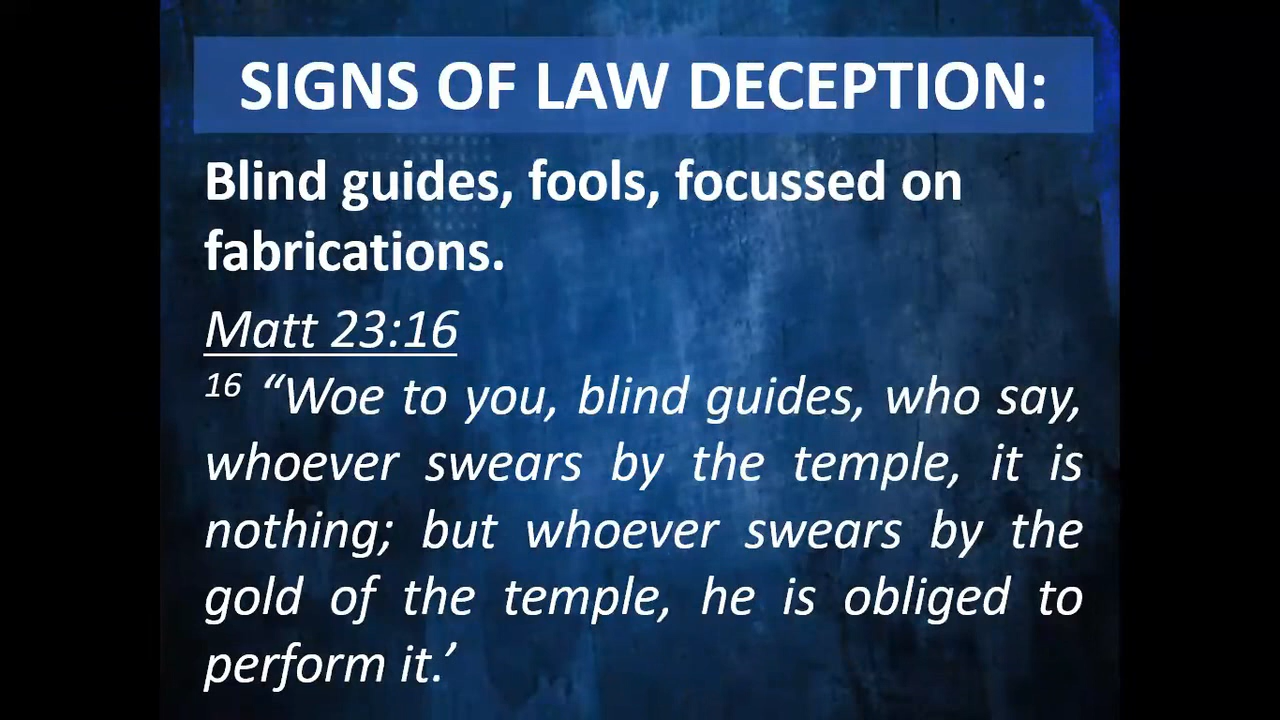 SIGNS OF LAW DECEPTION:
Blind guides, fools, focussed on
fabrications.
Matt 23:16
16 “Woe to you, blind guides, who say,
whoever swears by the temple, it is
nothing; but whoever swears by the
gold of the temple, he is obliged to
perform it.’